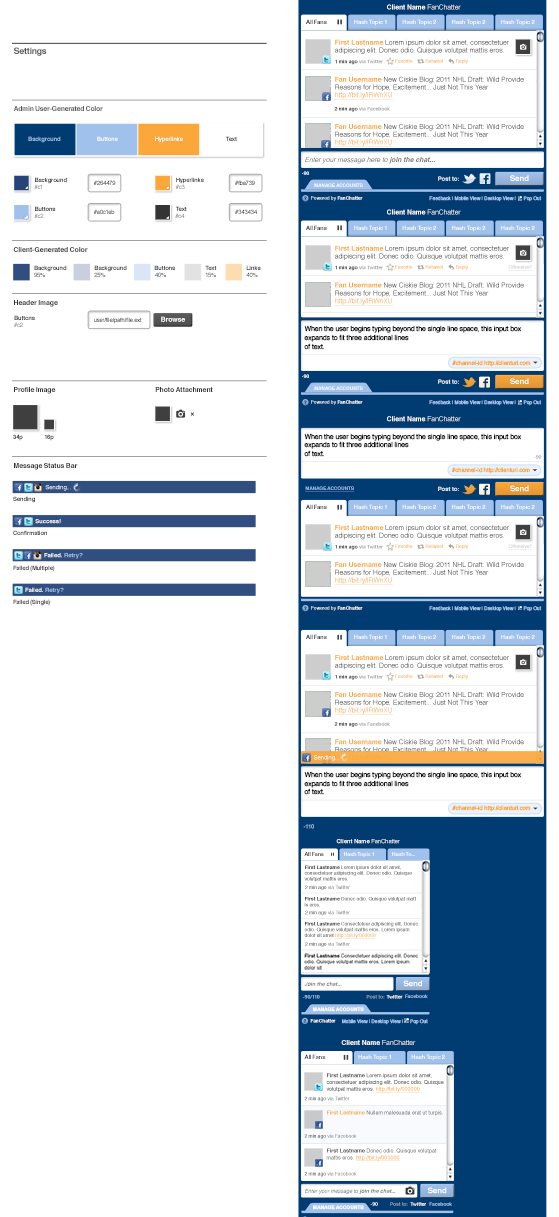 Settings
Admin User-Generated Color
Background
Buttons
Hyperlinks
Text
Background
#c1
#264479
Hyperlinks
#c3
#fba739
Buttons
#c2
#a0c1eb
Text
#c4
#343434
Client-Generated Color
Background
95%
Background
25%
Buttons
40%
Text
15%
Links
40%
Header Image
Buttons
#c2
user/file/path/file.ext
Browse
Profile Image
Photo Attachment
34p
16p
×
Message Status Bar
Sending..
Sending
Success!
Confirmation
Failed. Retry?
Failed (Multiple)
Failed. Retry?
Failed (Single)
Client Name FanChatter
All Fans
Hash Topic 1
Hash Topic 2
Hash Topic 2
First Lastname Lorem ipsum dolor sit amet, consectetuer
adipiscing elit. Donec odio. Quisque volutpat mattis eros.
1 min ago via Twitter Favorite Retweet Reply
Fan Username New Ciskie Blog: 2011 NHL Draft: Wild Provide
Reasons for Hope, Excitement... Just Not This Year
http://bit.ly/lRWnXU
2 min ago via Facebook
Fan Username New Ciskie Blog: 2011 NHL Draft: Wild Provide
Reasons for Hope, Excitement... Just Not This Year
Enter your message here to join the chat...
-90
MANAGE ACCOUNTS
Post to:
Send
Powered by FanChatter
Feedback | Mobile View | Desktop View | Pop Out
Client Name FanChatter
All Fans
Hash Topic 1
Hash Topic 2
Hash Topic 2
First Lastname Lorem ipsum dolor sit amet, consectetuer
adipiscing elit. Donec odio. Quisque volutpat mattis eros.
1 min ago via Twitter Favorite Retweet Reply
Fan Username New Ciskie Blog: 2011 NHL Draft: Wild Provide
Reasons for Hope, Excitement... Just Not This Year
When the user begins typing beyond the single line space, this input box
expands to fit three additional lines
of text.
#channel-id http://clienturl.com
-90
MANAGE ACCOUNTS
Post to:
Send
Powered by FanChatter
Feedback | Mobile View | Desktop View | Pop Out
Client Name FanChatter
When the user begins typing beyond the single line space, this input box
expands to fit three additional lines
of text.
-90
#channel-id http://clienturl.com
MANAGE ACCOUNTS
Post to:
Send
All Fans
Hash Topic 1
Hash Topic 2
Hash Topic 2
First Lastname Lorem ipsum dolor sit amet, consectetuer
adipiscing elit. Donec odio. Quisque volutpat mattis eros.
1 min ago via Twitter Favorite Retweet Reply
Fan Username New Ciskie Blog: 2011 NHL Draft: Wild Provide
Reasons for Hope, Excitement... Just Not This Year
Powered by FanChatter
Feedback | Mobile View | Desktop View | Pop Out
All Fans
Hash Topic 1
Hash Topic 2
Hash Topic 2
First Lastname Lorem ipsum dolor sit amet, consectetuer
adipiscing elit. Donec odio. Quisque volutpat mattis eros.
1 min ago via Twitter Favorite Retweet Reply
Fan Username New Ciskie Blog: 2011 NHL Draft: Wild Provide
Reasons for Hope, Excitement... Just Not This Year
http://bit.ly/lRWnXU
2 min ago via Facebook
Fan Username New Ciskie Blog: 2011 NHL Draft: Wild Provide
Reasons for Hope, Excitement... Just Not This Year
Sending..
When the user begins typing beyond the single line space, this input box
expands to fit three additional lines
of text.
#channel-id http://clienturl.com
-110
Client Name FanChatter
All Fans
Hash Topic 1
Hash To...
First Lastname Lorem ipsum dolor sit amet,
consectetuer adipiscing elit. Donec odio. Quisque
volutpat mattis eros.
2 min ago via Twitter
First Lastname Donec odio. Quisque volutpat matt
is eros.
2 min ago via Twitter
First Lastname Consectetuer adipiscing elit. Donec
odio. Quisque volutpat mattis eros. Lorem ipsum
dolor sit amet http://bit.ly/000000
2 min ago via Twitter
First Lastname Consectetuer adipiscing elit. Donec
odio. Quisque volutpat mattis eros. Lorem ipsum
dolor sit
Join the chat...
Send
-90/110
Post to: Twitter Facebook
MANAGE ACCOUNTS
FanChatter
Mobile View | Desktop View | Pop Out
Client Name FanChatter
All Fans
Hash Topic 1
Hash Topic 2
First Lastname Lorem ipsum dolor sit amet,
consectetuer adipiscing elit. Donec odio. Quisque
volutpat mattis eros. http://bit.ly/000000
2 min ago via Twitter
First Lastname Nullam malesuada erat ut turpis.
2 min ago via Facebook
First Lastname Donec odio. Quisque volutpat
mattis eros. http://bit.ly/000000
2 min ago via Facebook
Enter your message to join the chat...
Send
MANAGE ACCOUNTS
-90
Post to: Twitter Facebook